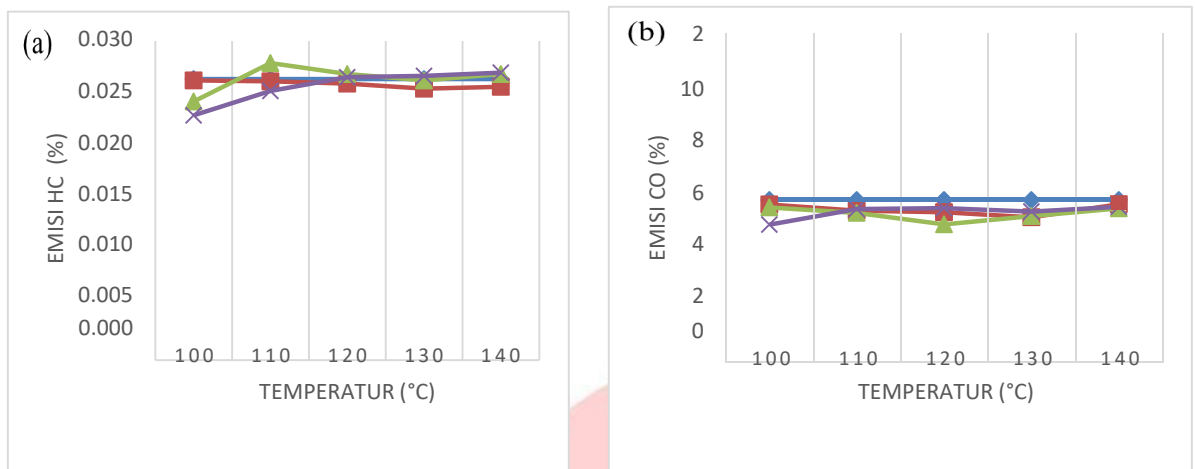 (a)
0.030
0.025
0.020
0.015
0.010
0.005
0.000
EMISI HC (%)
100 110 120 130 140
TEMPERATUR (°C)
(b)
2
10
8
6
4
2
0
EMISI CO (%)
100 110 120 130 140
TEMPERATUR (°C)